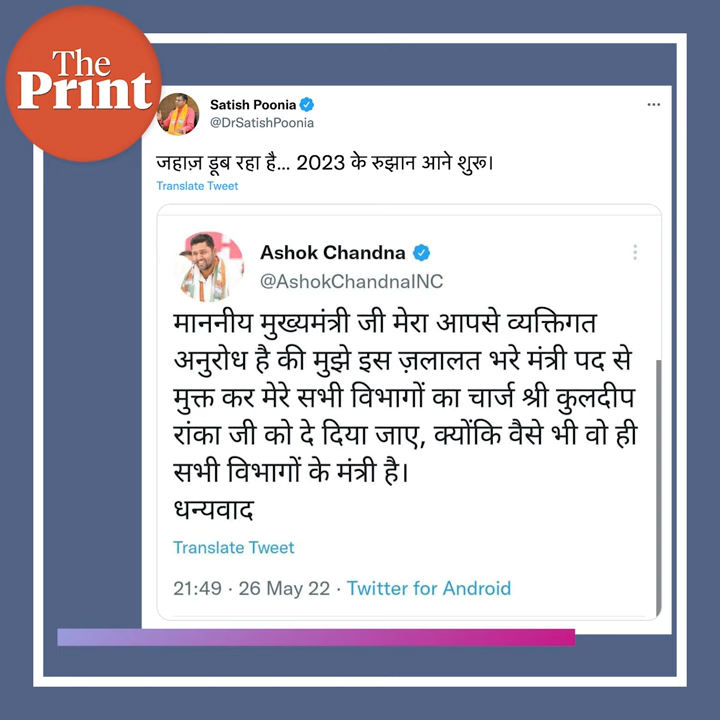 The
Print
Satish Poonia
@DrSatishPoonia
जहाज़ डूब रहा है... 2023 के रुझान आने शुरू।
Translate Tweet
Ashok Chandna
@AshokChandnaINC
माननीय मुख्यमंत्री जी मेरा आपसे व्यक्तिगत
अनुरोध है की मुझे इस ज़लालत भरे मंत्री पद से
मुक्त कर मेरे सभी विभागों का चार्ज श्री कुलदीप
रांका जी को दे दिया जाए, क्योंकि वैसे भी वो ही
सभी विभागों के मंत्री है।
धन्यवाद
Translate Tweet
21:49 · 26 May 22 · Twitter for Android